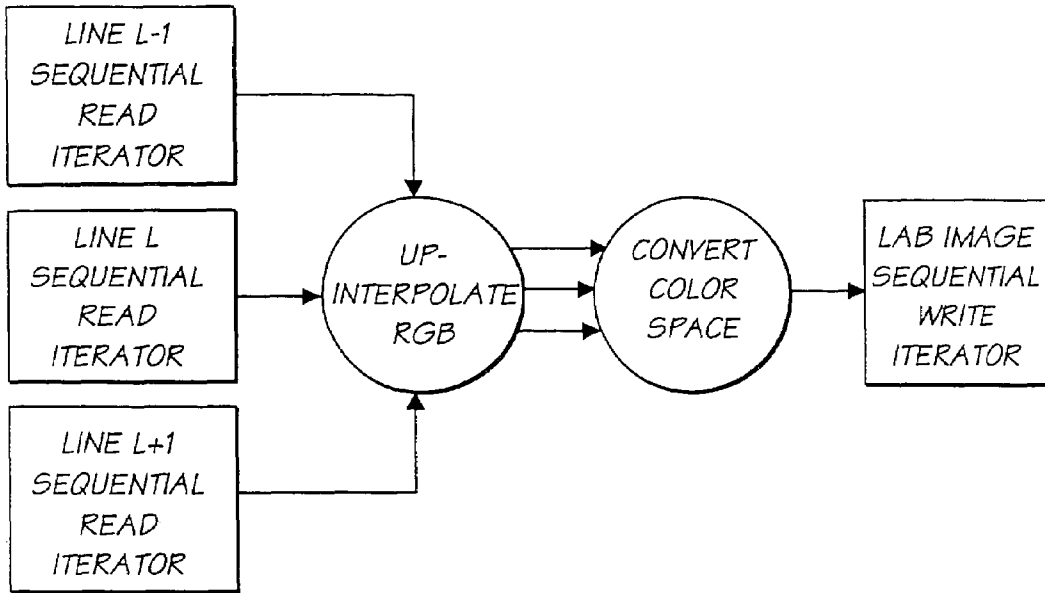 LINE L-1
SEQUENTIAL
READ
ITERATOR
LINE L
SEQUENTIAL
READ
ITERATOR
LINE L+1
SEQUENTIAL
READ
ITERATOR
UP-
INTERPOLATE
RGB
CONVERT
COLOR
SPACE
LAB IMAGE
SEQUENTIAL
WRITE
ITERATOR